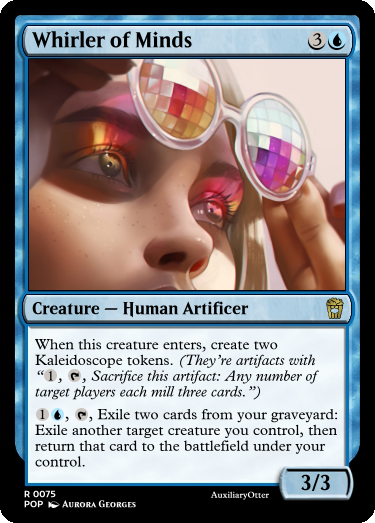 Whirler of Minds 3
Creature — Human Artificer
When this creature enters, create two
Kaleidoscope tokens. (They're artifacts with
“1, , Sacrifice this artifact: Any number of
target players each mill three cards.”)
1 , , Exile two cards from your graveyard:
Exile another target creature you control, then
return that card to the battlefield under your
control.
3/3
R 0075
POP AURORA GEORGES
AuxiliaryOtter